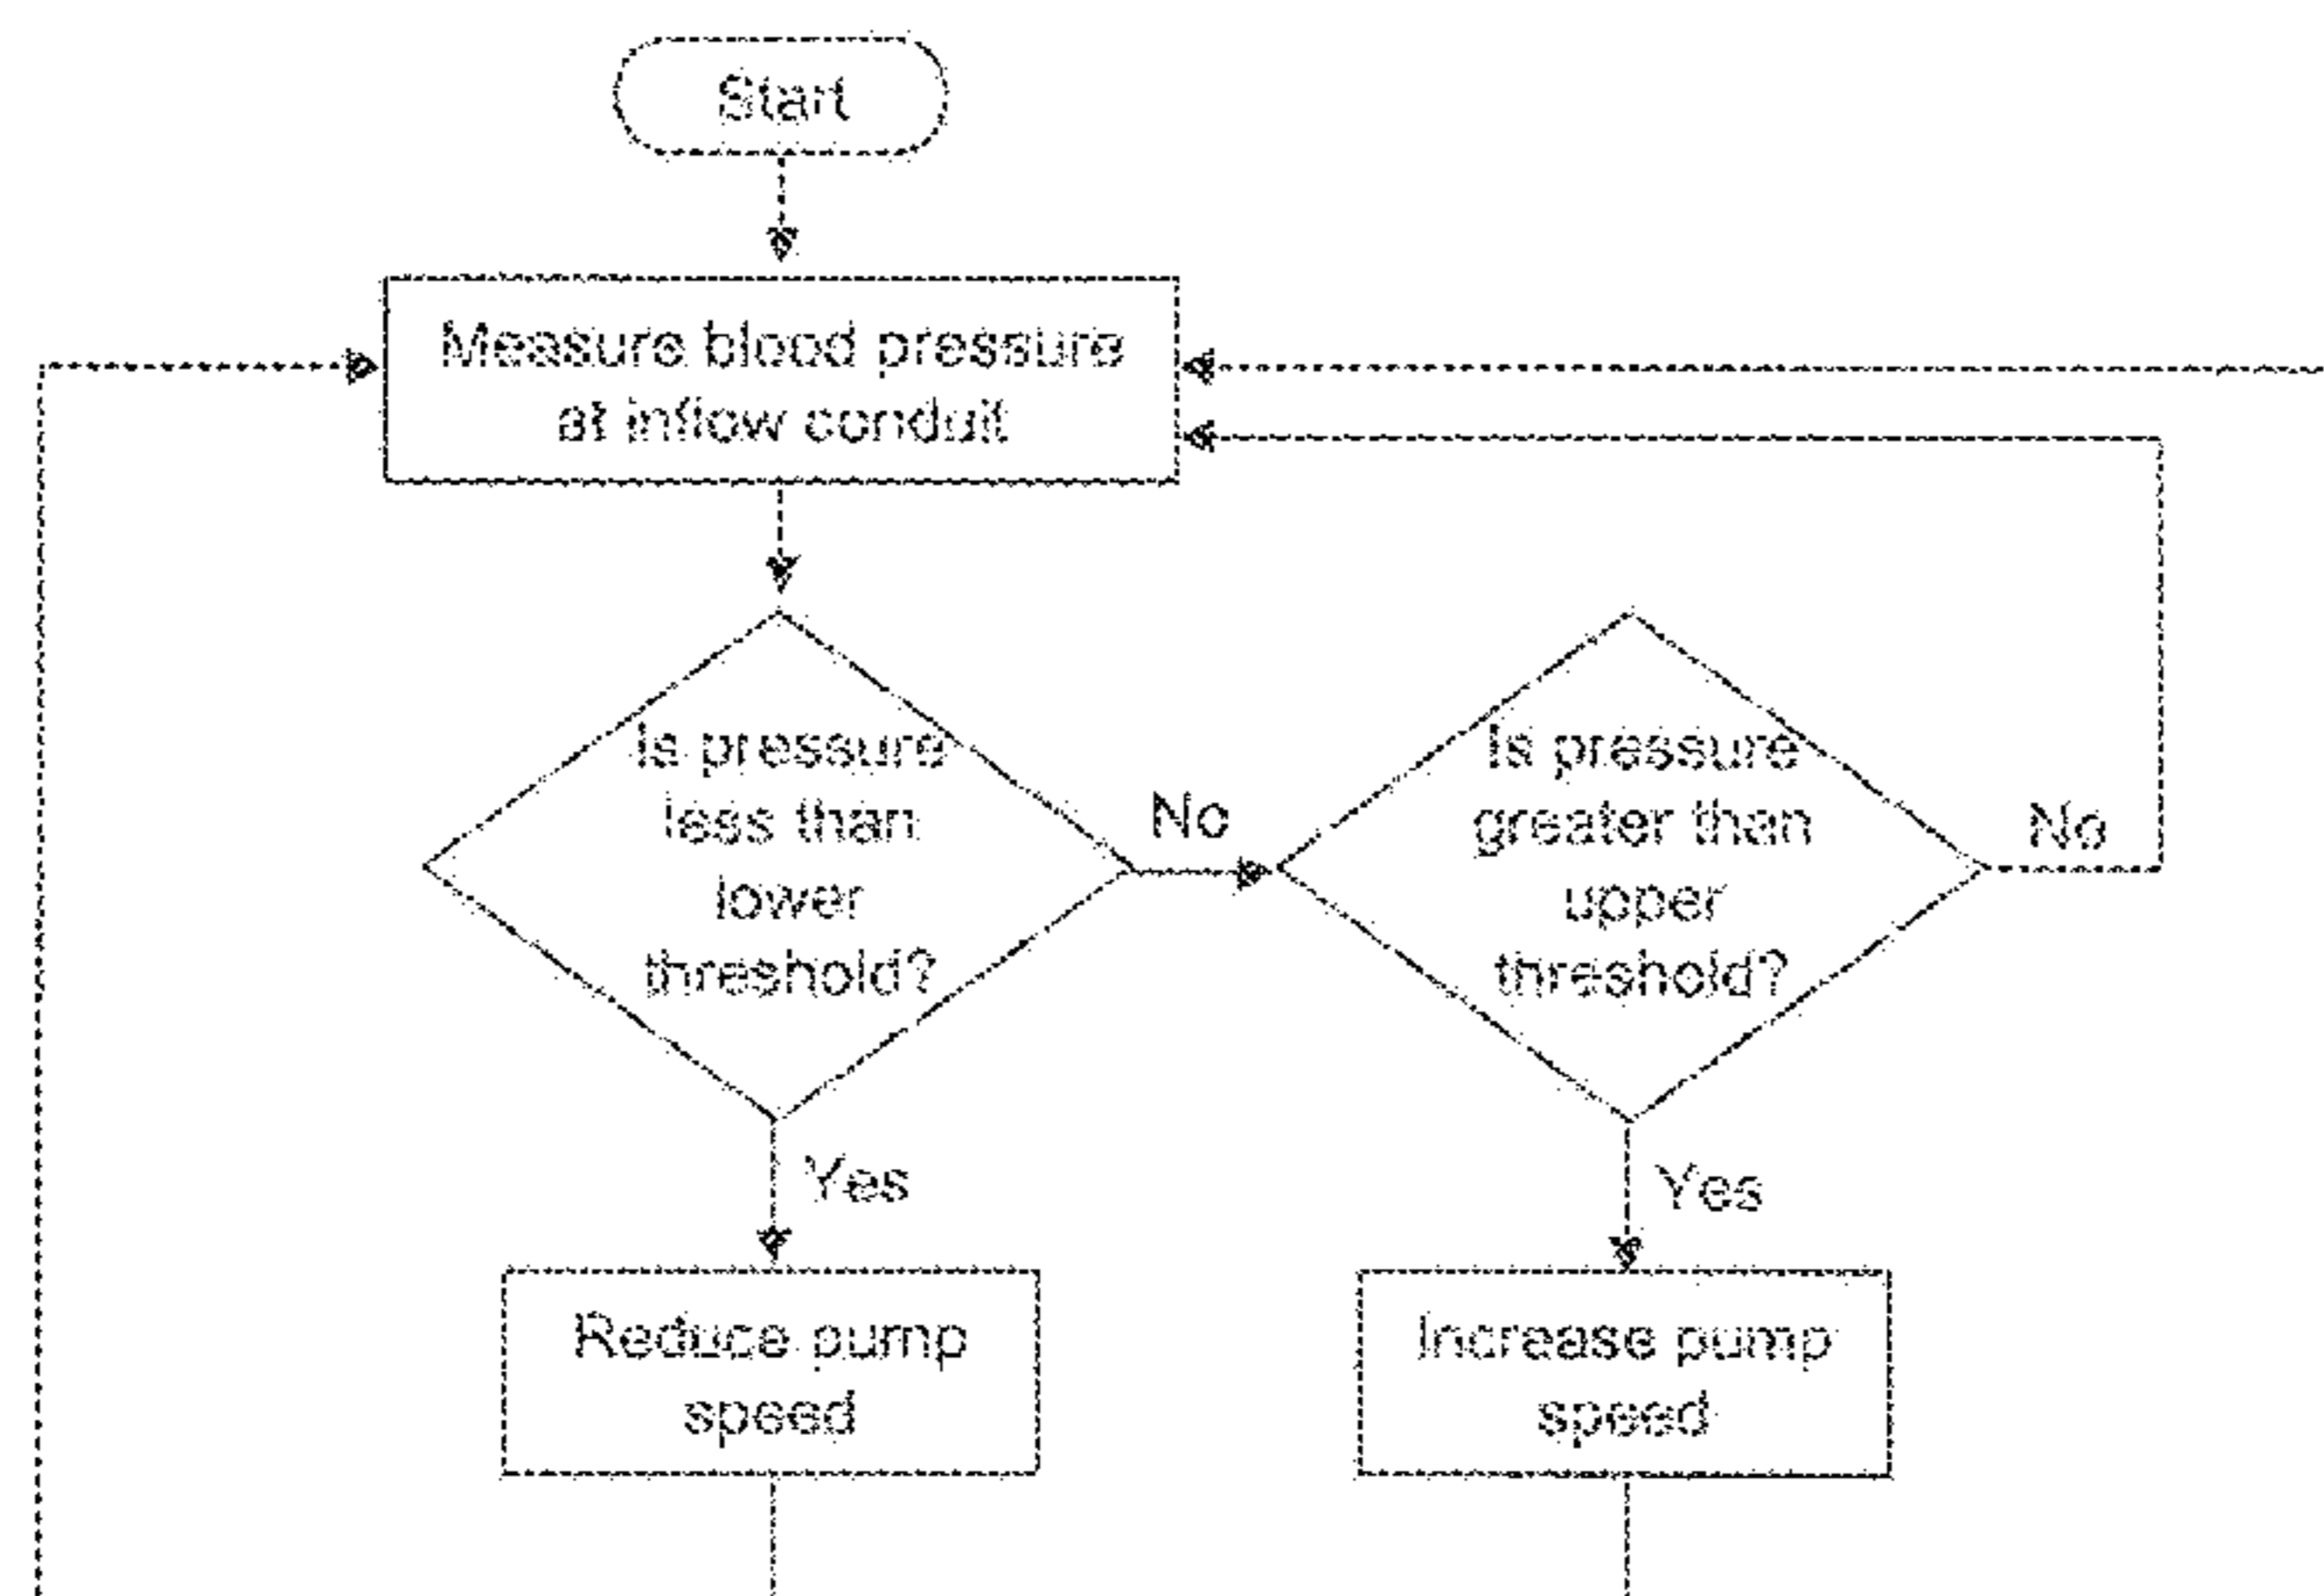 Start
Measure blood pressure
at inflow conduit
Is pressure
less than
lower
threshold?
No
Is pressure
greater than
upper
threshold?
No
Yes
Yes
Reduce pump
speed
Increase pump
speed